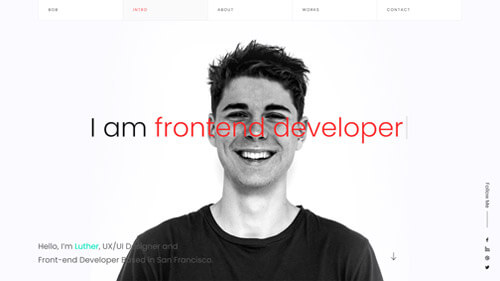 BOB
INTRO
ABOUT
WORKS
CONTACT
I am frontend developer
Follow Me
Hello, I'm Luther, UX/UI Designer and
Front-end Developer Based in San Francisco.